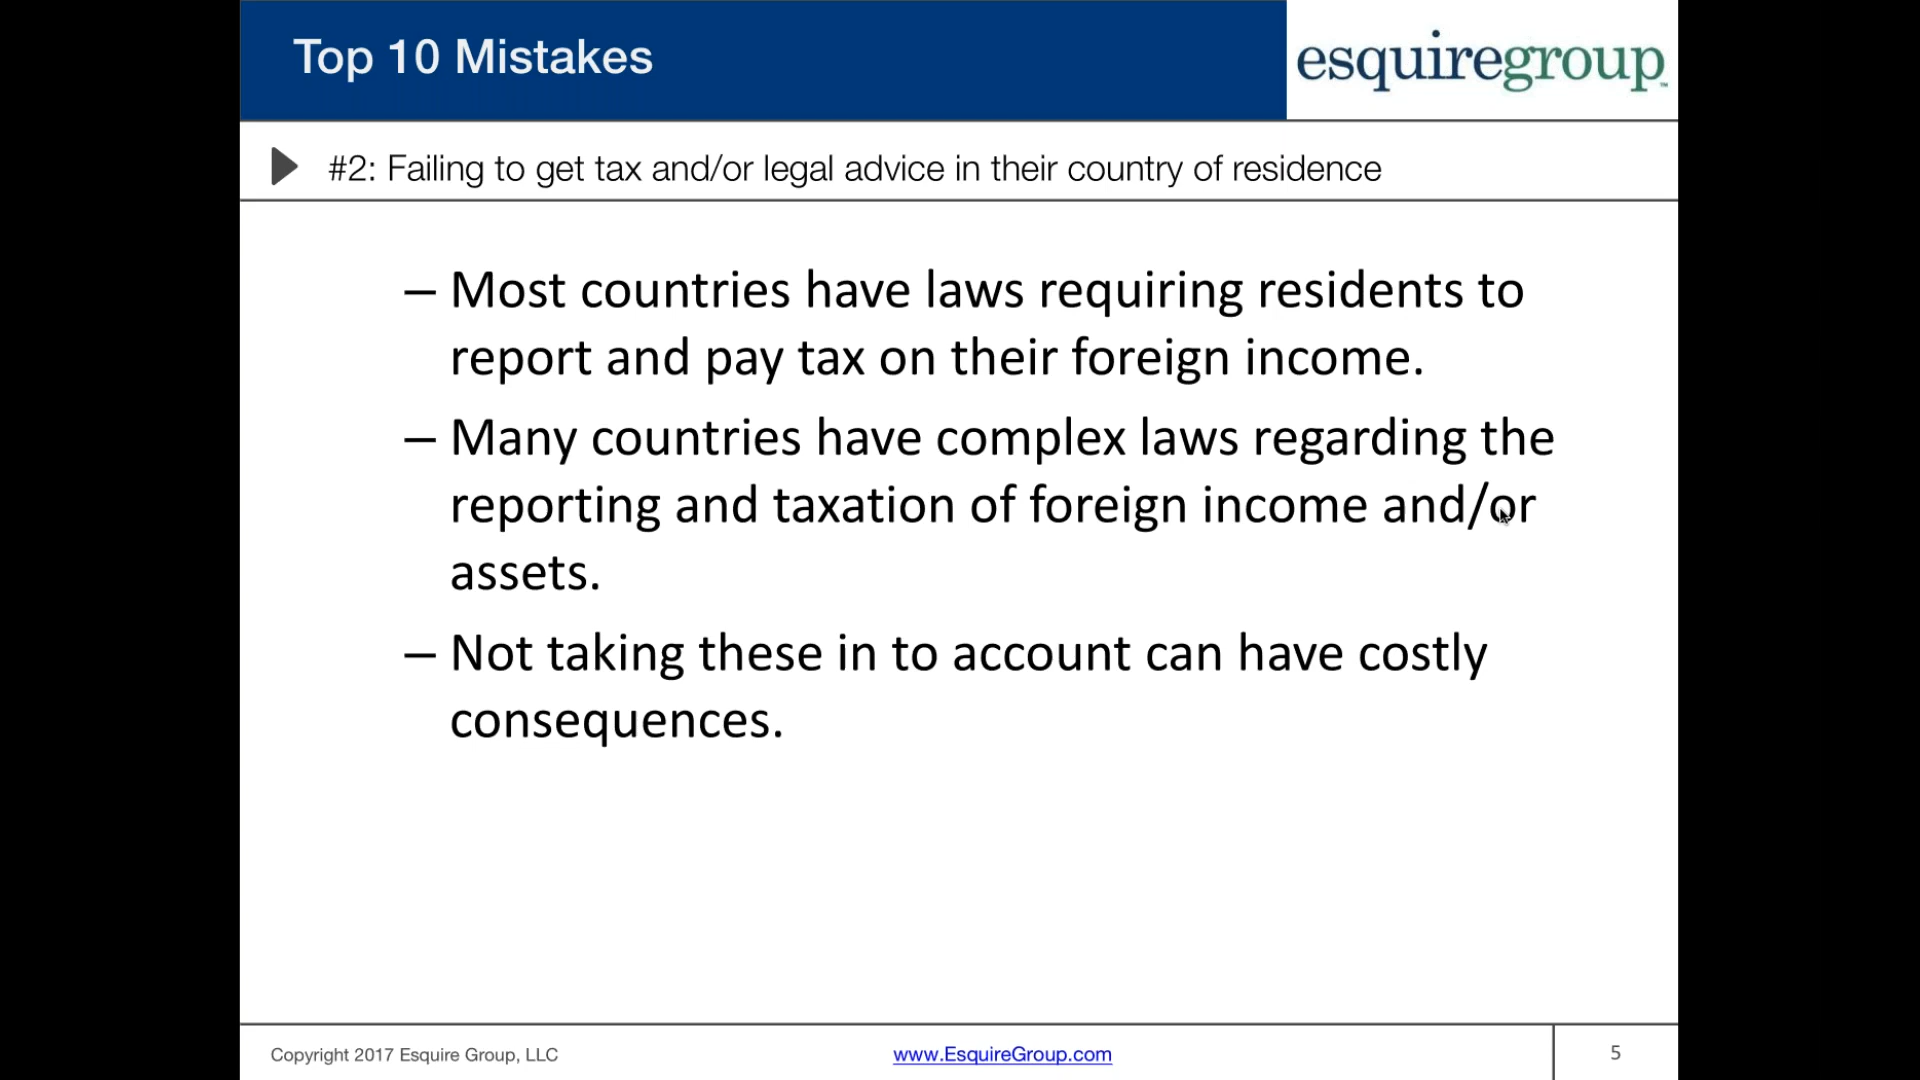 Top 10 Mistakes
esquiregroup™
#2: Failing to get tax and/or legal advice in their country of residence
– Most countries have laws requiring residents to
report and pay tax on their foreign income.
– Many countries have complex laws regarding the
reporting and taxation of foreign income and/or
assets.
– Not taking these in to account can have costly
consequences.
Copyright 2017 Esquire Group, LLC
www.EsquireGroup.com
5